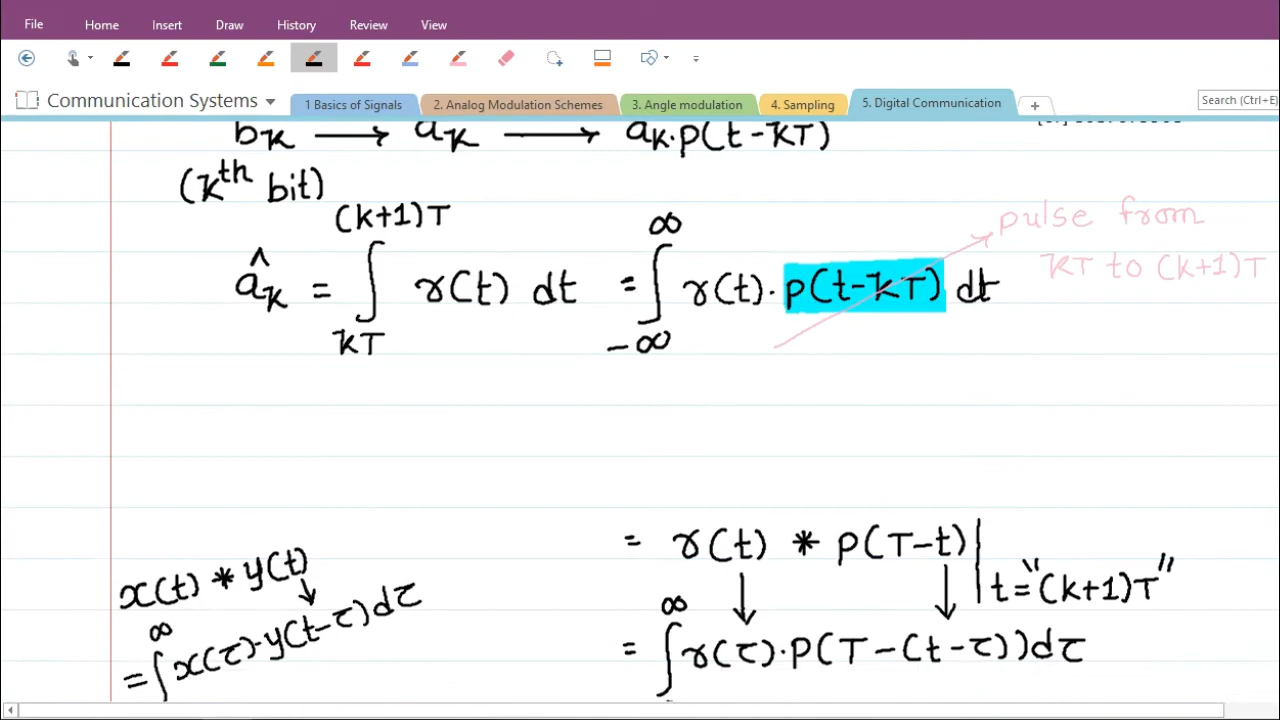 File Home Insert Draw History Review View
Communication Systems 1 Basics of Signals 2. Analog Modulation Schemes 3. Angle modulation 4. Sampling 5. Digital Communication + Search (Ctrl+E)
bₖ → aₖ → aₖ.p(t-kT)
(kᵗʰ bit)
pulse from
kT to (k+1)T
(k+1)T ∞
âₖ = ∫ r(t) dt = ∫ r(t)·p(t-kT) dt
kT -∞
= r(t) * p(T-t)| t="(k+1)T"
x(t) * y(t)
∞
= ∫ x(τ)·y(t-τ)dτ
∞
= ∫ r(τ)·p(T-(t-τ))dτ